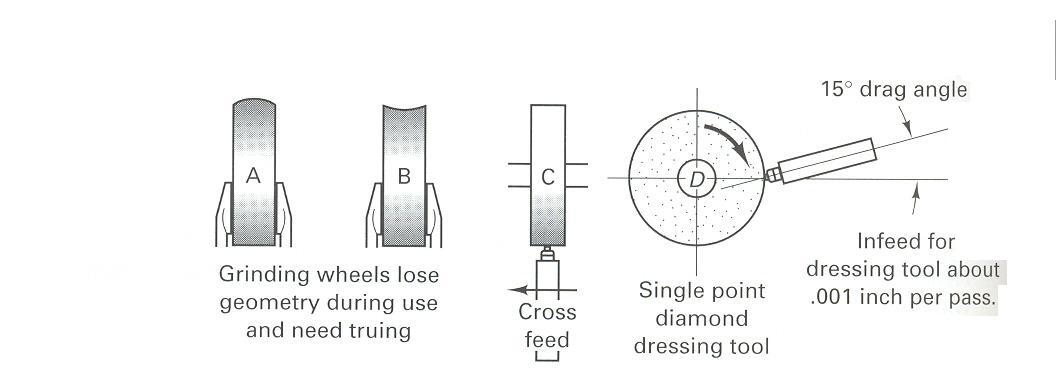 A
B
C
D
15° drag angle
Grinding wheels lose
geometry during use
and need truing
Cross
feed
Single point
diamond
dressing tool
Infeed for
dressing tool about
.001 inch per pass.